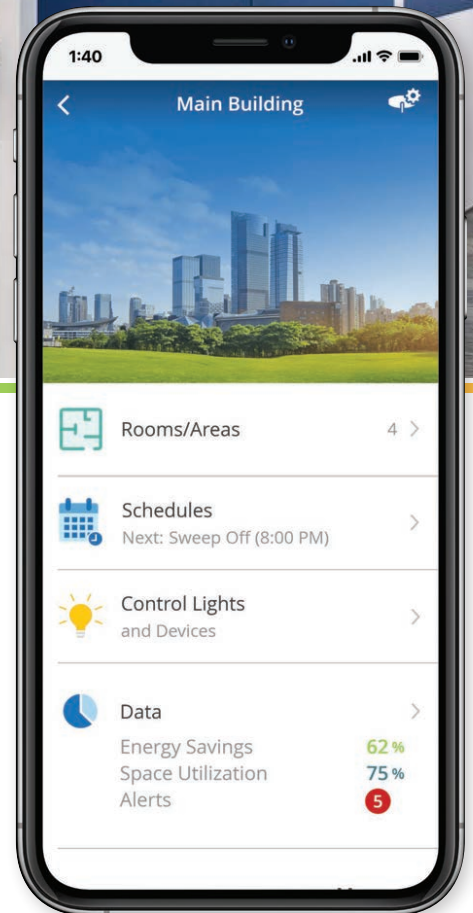 1:40
Main Building
Rooms/Areas 4
Schedules
Next: Sweep Off (8:00 PM)
Control Lights
and Devices
Data
Energy Savings 62 %
Space Utilization 75 %
Alerts 5